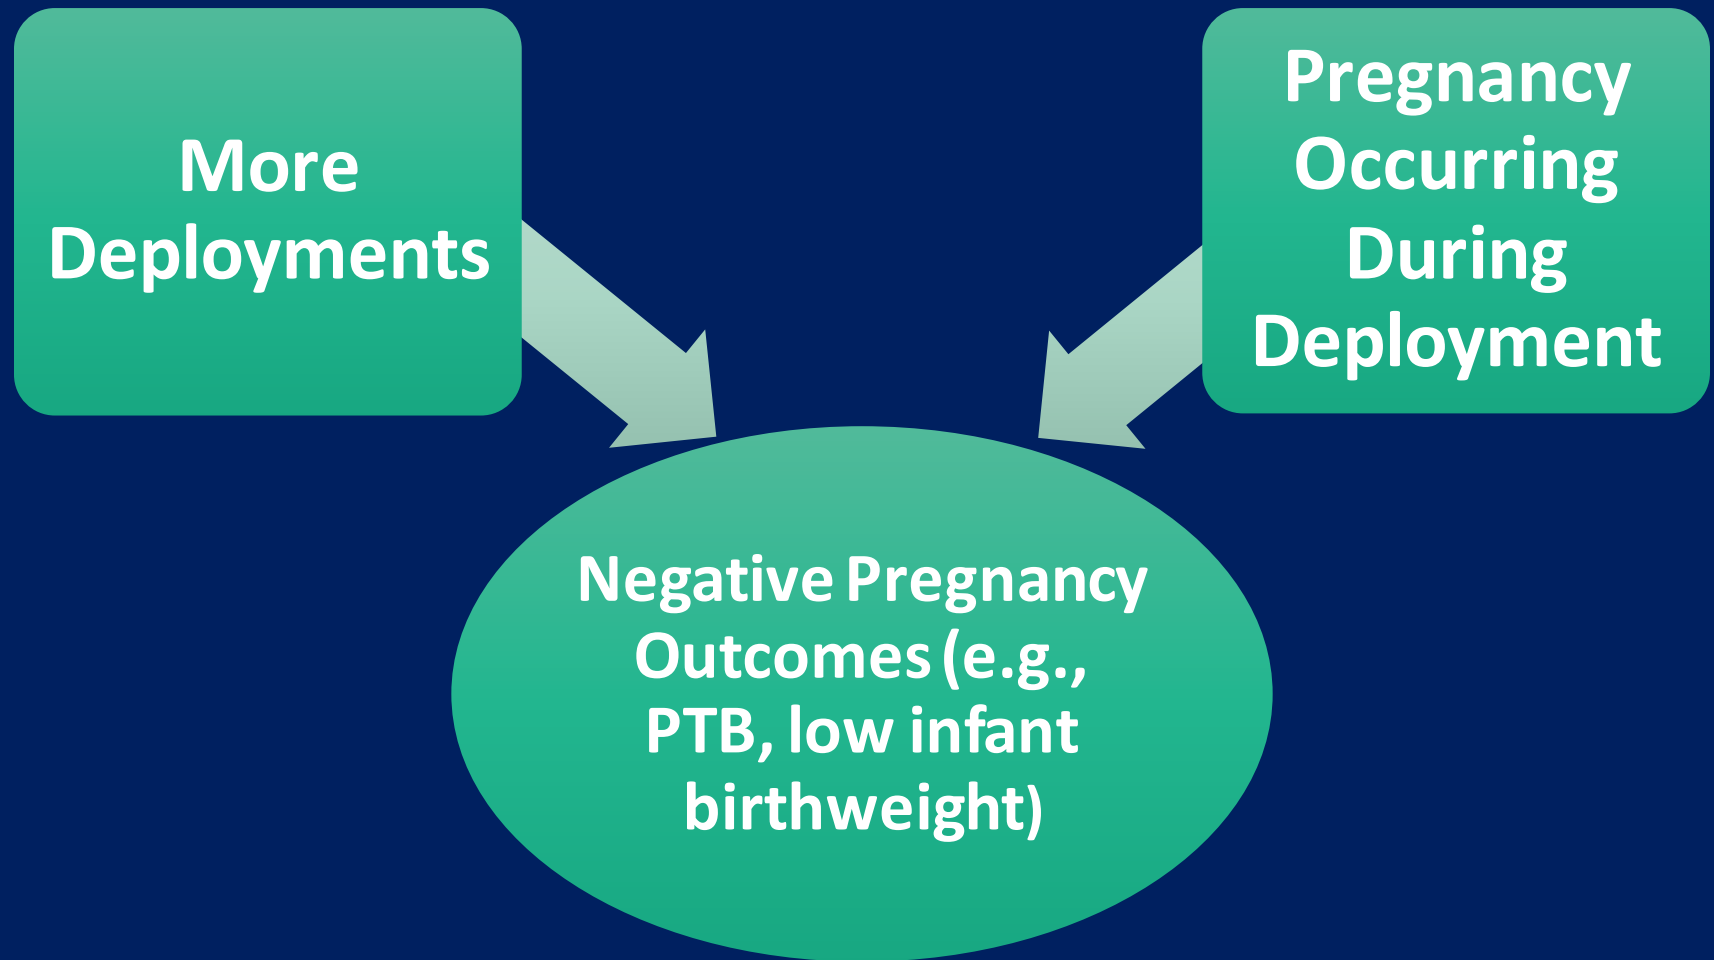 More
Deployments
Pregnancy
Occurring
During
Deployment
Negative Pregnancy
Outcomes (e.g.,
PTB, low infant
birthweight)